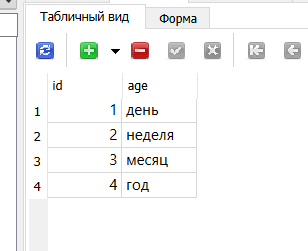 Табличный вид Форма
id age
1 1 день
2 2 неделя
3 3 месяц
4 4 год